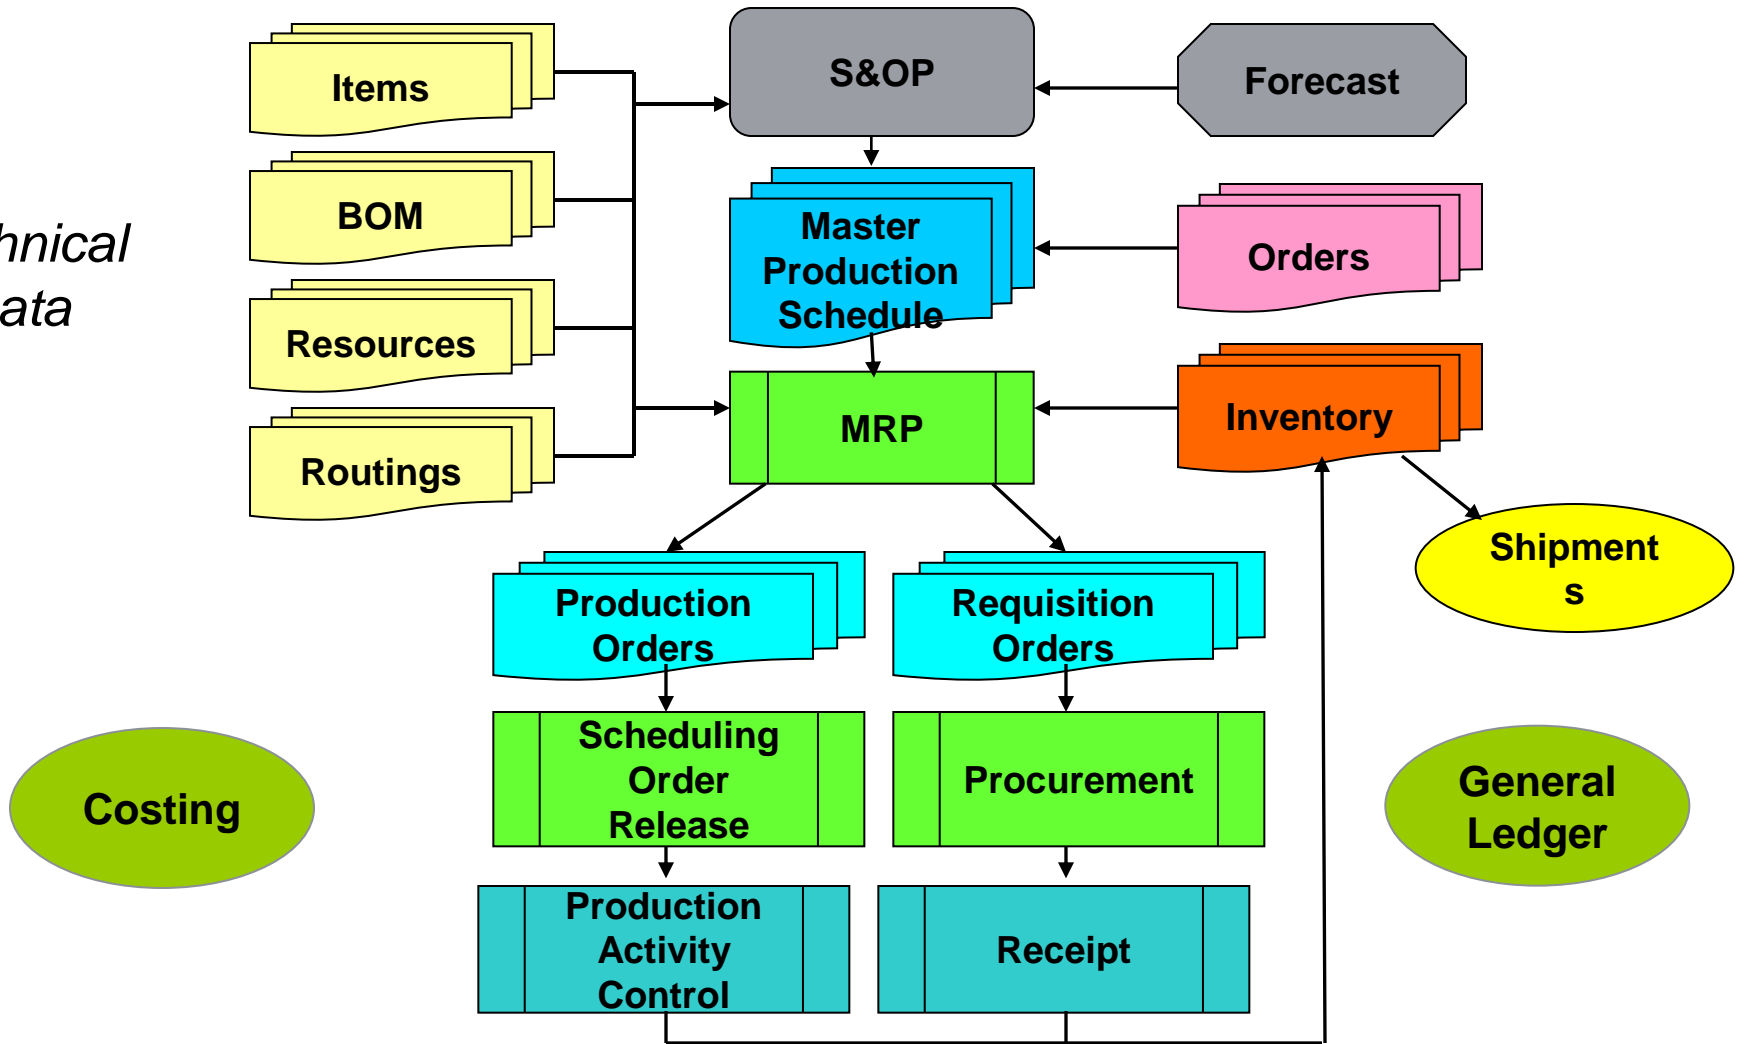 Items
S&OP
Forecast
BOM
hnical
ata
Master
Production
Schedule
Orders
Resources
MRP
Inventory
Routings
Shipment
s
Production
Orders
Requisition
Orders
Scheduling
Order
Release
Procurement
Costing
General
Ledger
Production
Activity
Control
Receipt